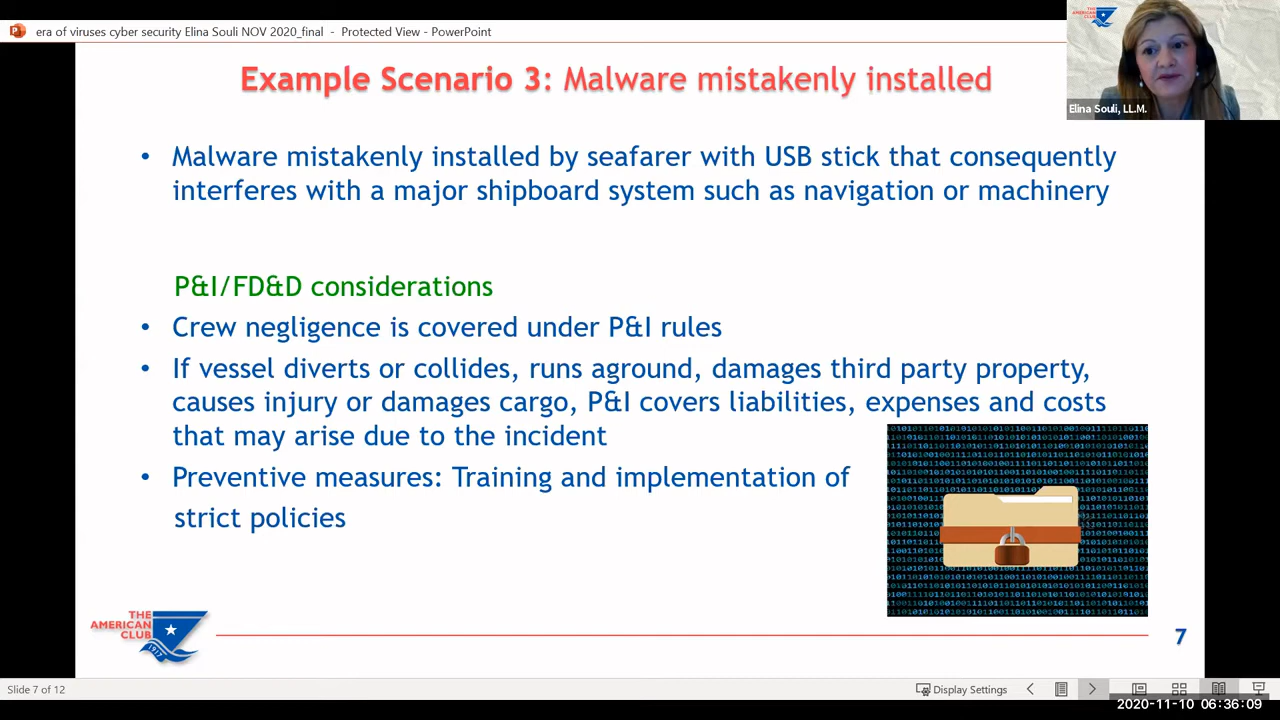 era of viruses cyber security Elina Souli NOV 2020_final - Protected View - PowerPoint
THE
AMERICAN
CLUB
Elina Souli, LL.M.
Example Scenario 3: Malware mistakenly installed
• Malware mistakenly installed by seafarer with USB stick that consequently
interferes with a major shipboard system such as navigation or machinery
P&I/FD&D considerations
• Crew negligence is covered under P&I rules
• If vessel diverts or collides, runs aground, damages third party property,
causes injury or damages cargo, P&I covers liabilities, expenses and costs
that may arise due to the incident
• Preventive measures: Training and implementation of
strict policies
THE
AMERICAN
CLUB
1917
7
Slide 7 of 12
Display Settings
2020-11-10 06:36:09